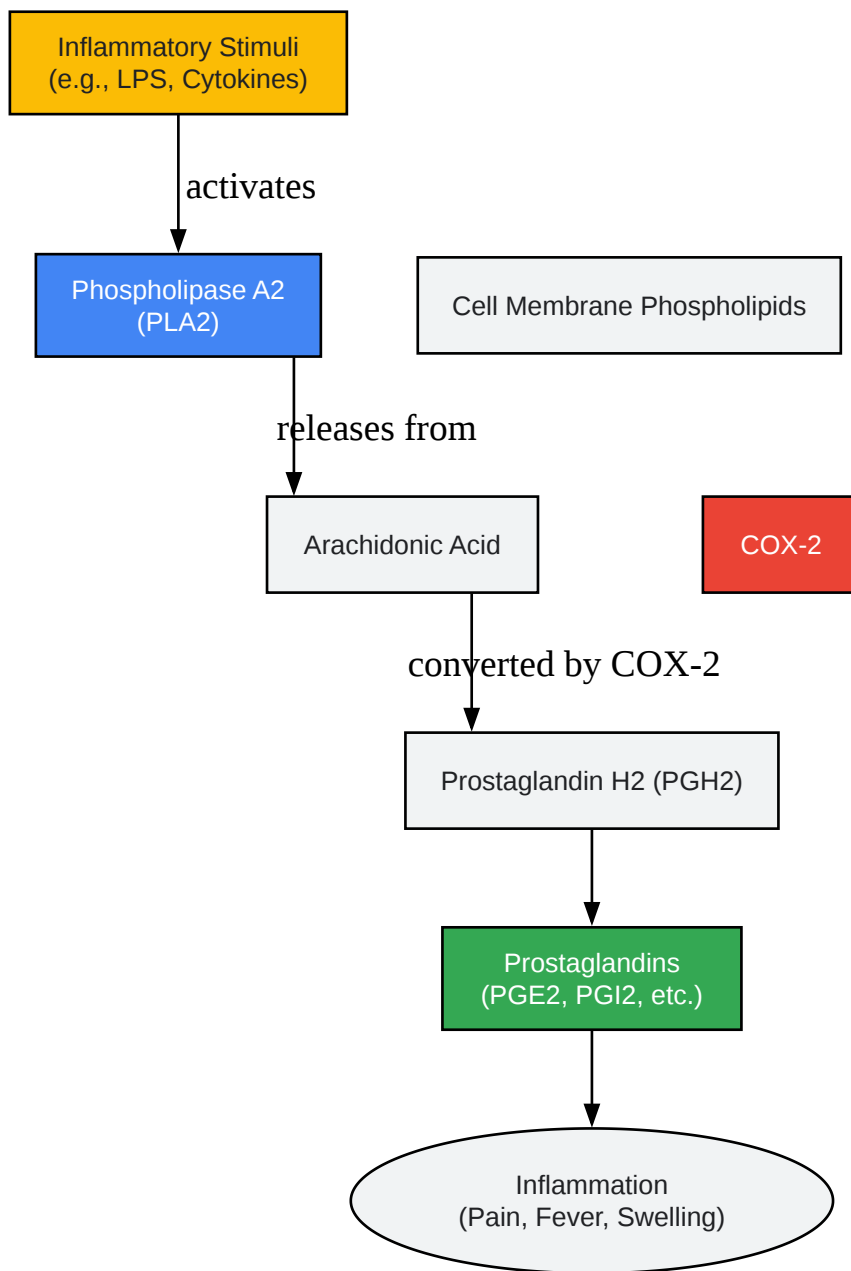 Inflammatory Stimuli
(e.g., LPS, Cytokines)
activates
Phospholipase A2
(PLA2)
Cell Membrane Phospholipids
releases from
Arachidonic Acid
COX-2
converted by COX-2
Prostaglandin H2 (PGH2)
Prostaglandins
(PGE2, PGI2, etc.)
Inflammation
(Pain, Fever, Swelling)